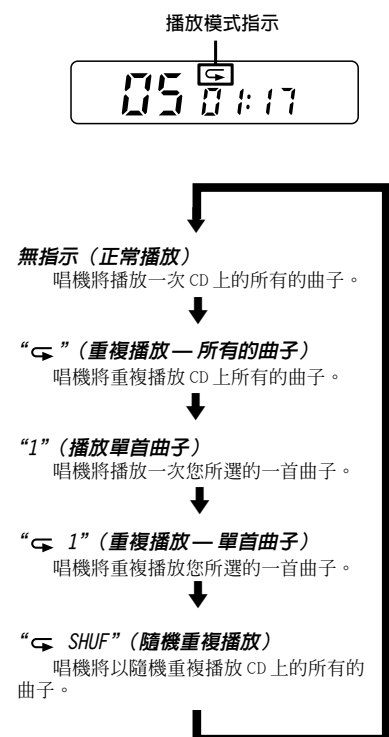 播放模式指示
05 01:17
無指示（正常播放）
唱機將播放一次 CD 上的所有的曲子。
“⮎”（重複播放 — 所有的曲子）
唱機將重複播放 CD 上所有的曲子。
“1”（播放單首曲子）
唱機將播放一次您所選的一首曲子。
“⮎ 1”（重複播放 — 單首曲子）
唱機將重複播放您所選的一首曲子。
“⮎ SHUF”（隨機重複播放）
唱機將以隨機重複播放 CD 上的所有的
曲子。